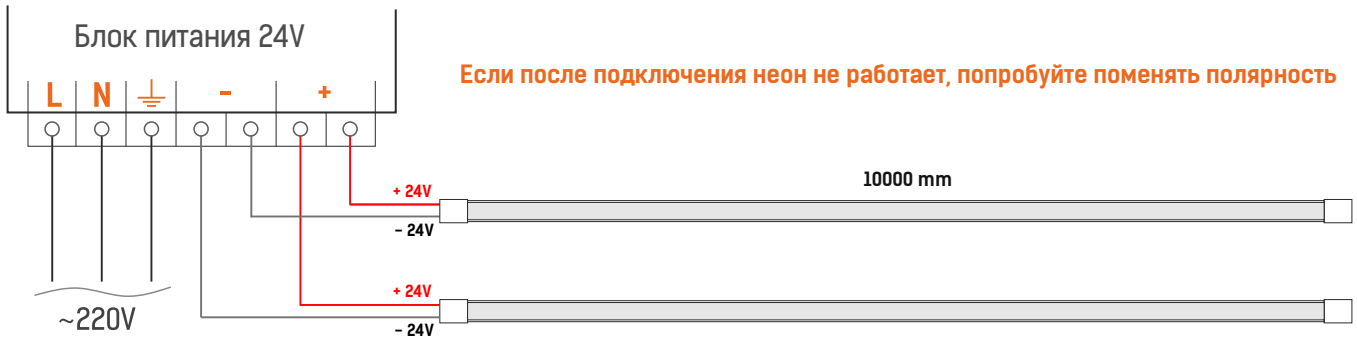 Блок питания 24V
Если после подключения неон не работает, попробуйте поменять полярность
L N - +
10000 mm
+ 24V
- 24V
+ 24V
~220V
- 24V